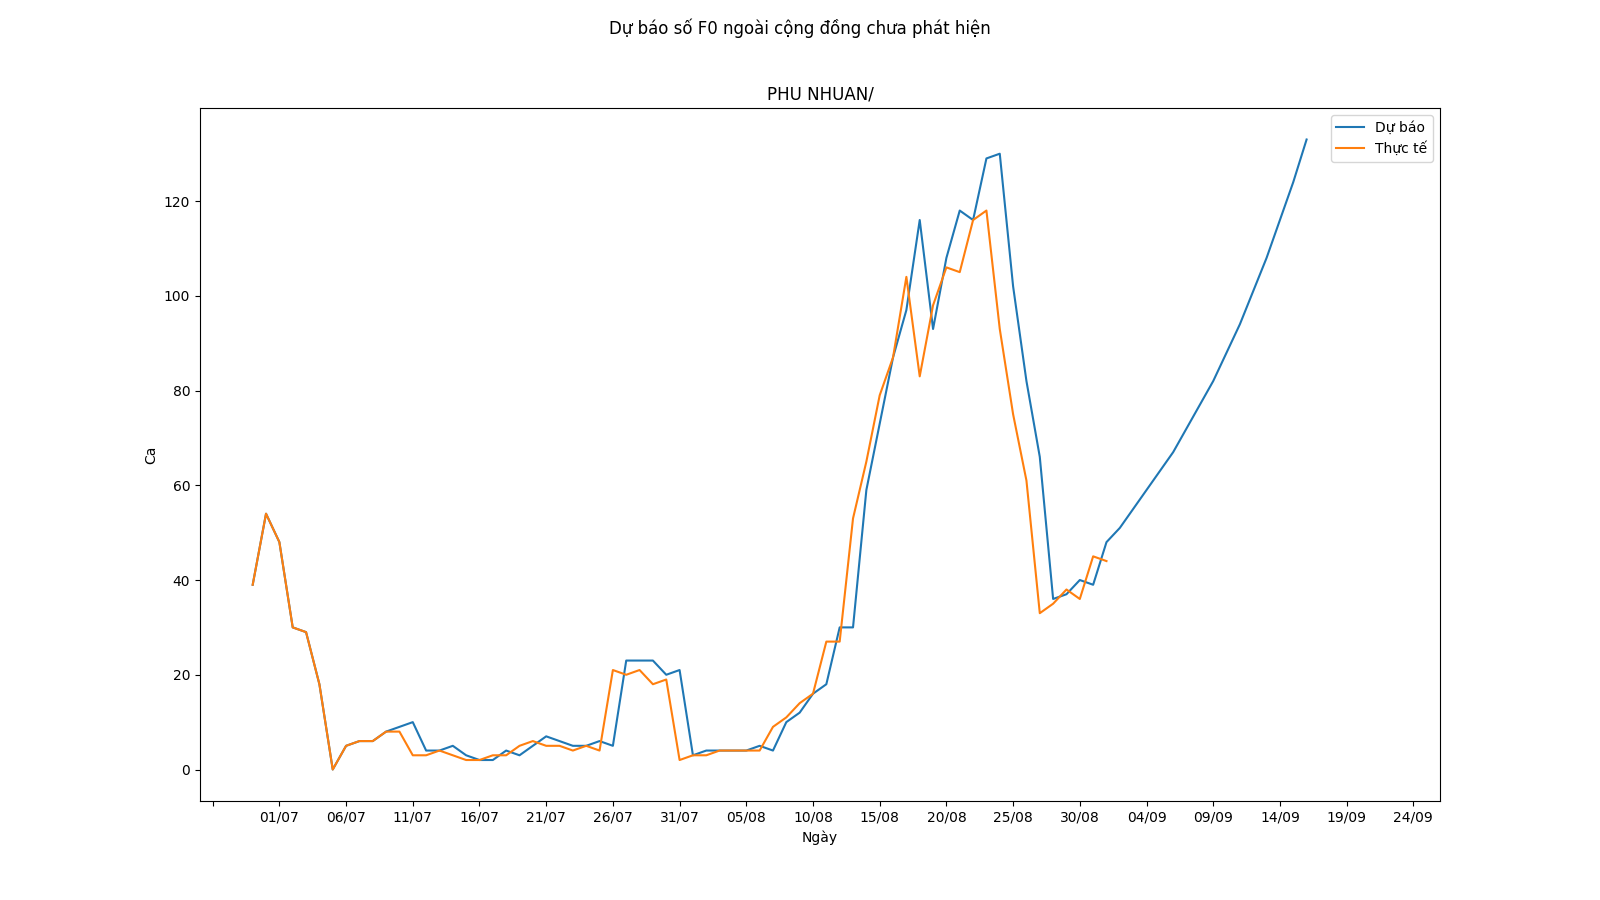 Dự báo số F0 ngoài cộng đồng chưa phát hiện
PHU NHUAN/
Dự báo
Thực tế
120
100
80
60
40
20
0
Ca
01/07 06/07 11/07 16/07 21/07 26/07 31/07 05/08 10/08 15/08 20/08 25/08 30/08 04/09 09/09 14/09 19/09 24/09
Ngày